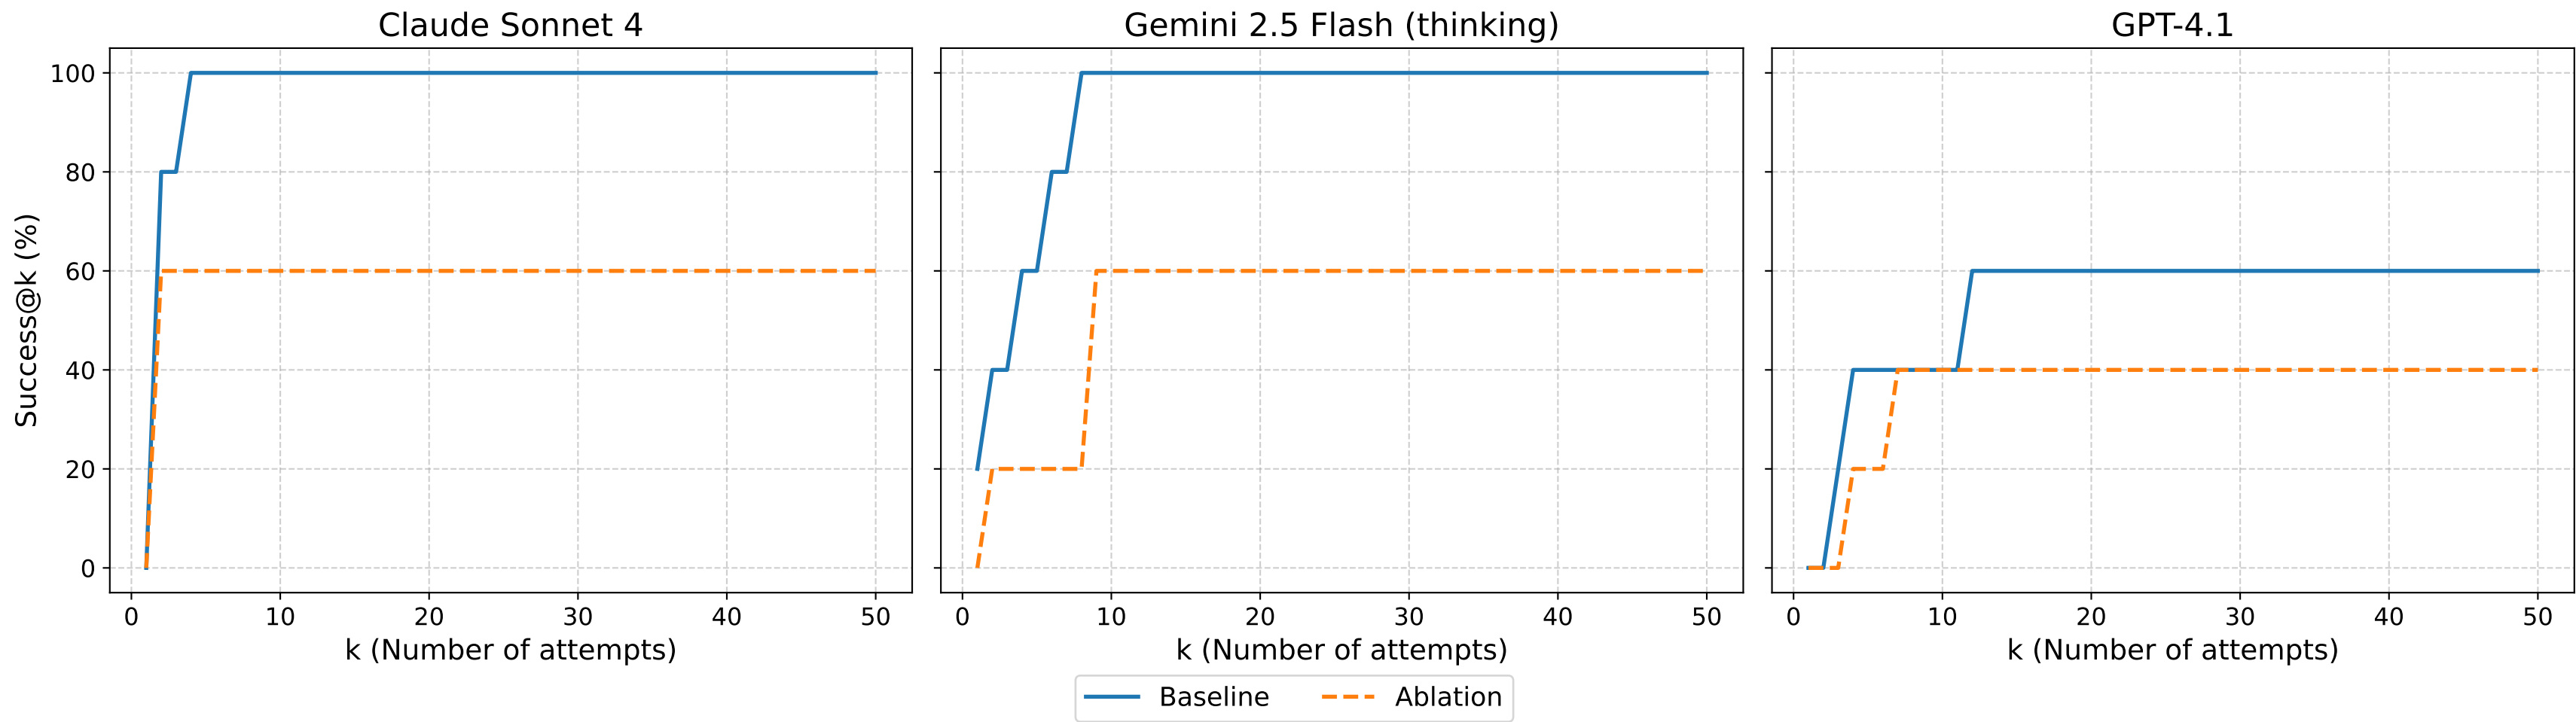 Claude Sonnet 4
Gemini 2.5 Flash (thinking)
GPT-4.1
Success@k (%)
100
80
60
40
20
0
0 10 20 30 40 50
0 10 20 30 40 50
0 10 20 30 40 50
k (Number of attempts)
k (Number of attempts)
k (Number of attempts)
Baseline
Ablation